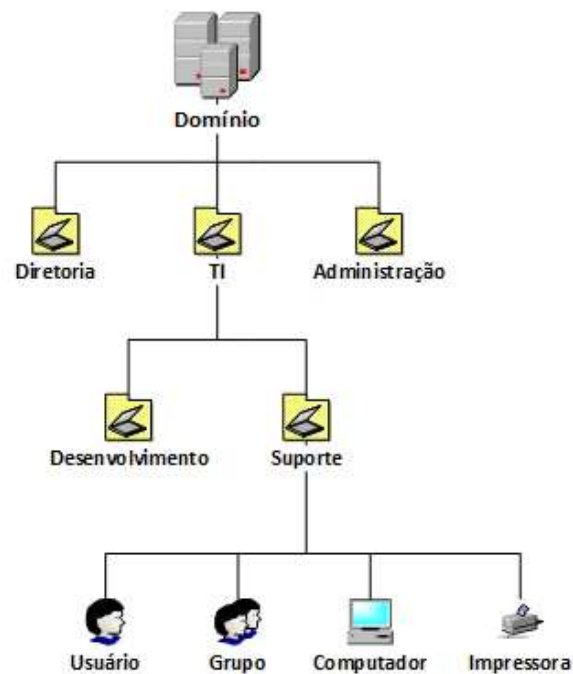 Domínio
Diretoria TI Administração
Desenvolvimento Suporte
Usuário Grupo Computador Impressora